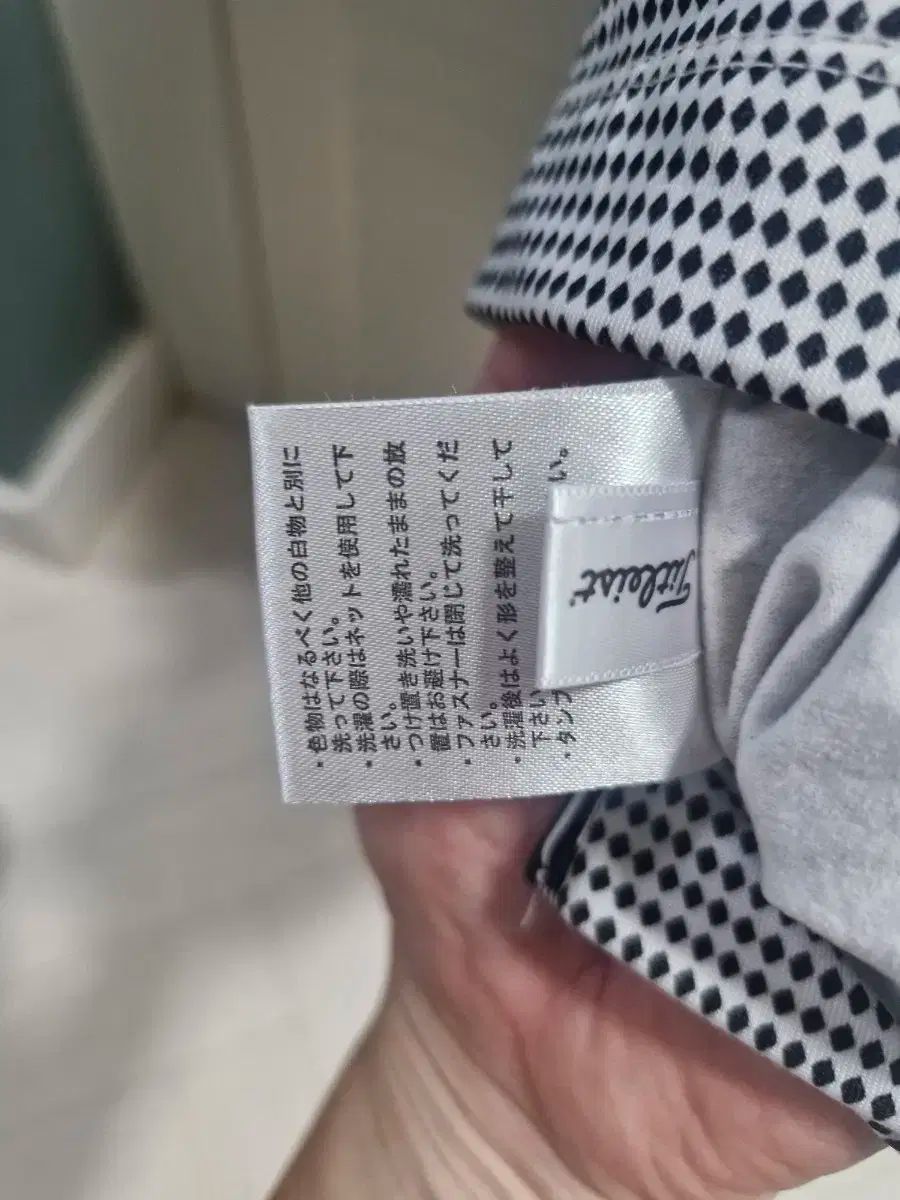 ・色物はなるべく他の白物と別に
洗って下さい。
・洗濯の際はネットを使用して下
さい。
・つけ置き洗いや濡れたままの放
置はお避け下さい。
・ファスナーは閉じて洗ってくだ
さい。
・洗濯後はよく形を整えて干して
下さい
・タンブ
い。
Titleist